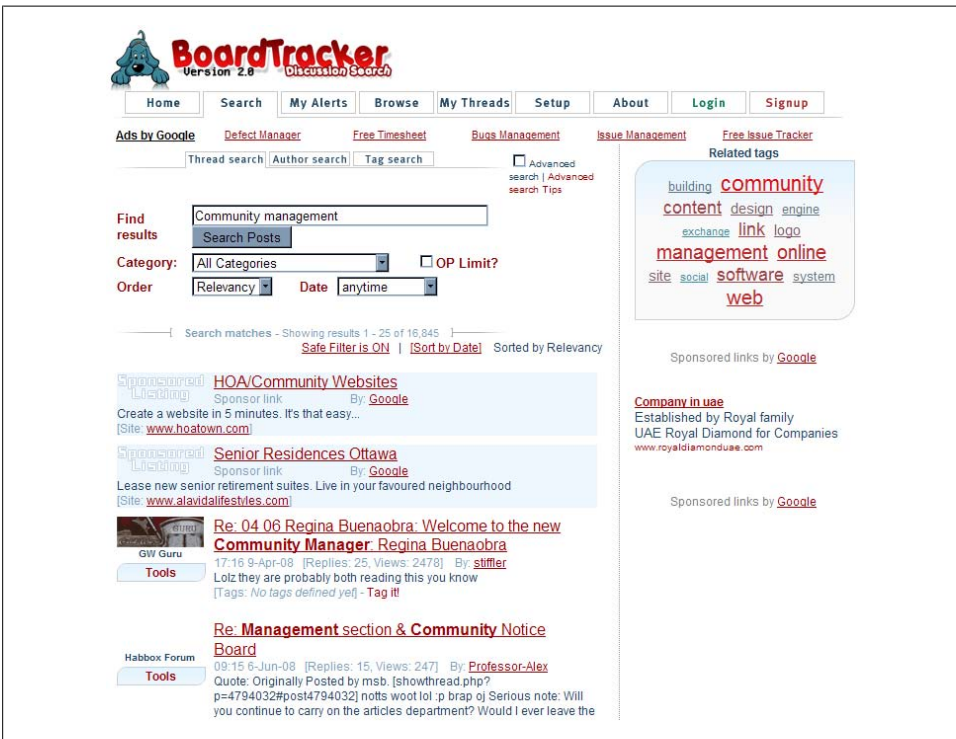 BoardTracker
Version 2.0 Discussion Search
Home Search My Alerts Browse My Threads Setup About Login Signup
Ads by Google Defect Manager Free Timesheet Bugs Management Issue Management Free Issue Tracker
Thread search Author search Tag search
Advanced
search | Advanced
search Tips
Find
results
Community management
Search Posts
Category: All Categories OP Limit?
Order Relevancy Date anytime
Search matches - Showing results 1 - 25 of 16,845
Safe Filter is ON | [Sort by Date] Sorted by Relevancy
Sponsored
Listing
HOA/Community Websites
Sponsor link By: Google
Create a website in 5 minutes. It's that easy...
[Site: www.hoatown.com]
Sponsored
Listing
Senior Residences Ottawa
Sponsor link By: Google
Lease new senior retirement suites. Live in your favoured neighbourhood
[Site: www.alavidalifestyles.com]
GURU
GW Guru
Tools
Re: 04 06 Regina Buenaobra: Welcome to the new
Community Manager: Regina Buenaobra
17:16 9-Apr-08 [Replies: 25, Views: 2478] By: stiffler
Lolz they are probably both reading this you know
[Tags: No tags defined yet] - Tag it!
Habbox Forum
Tools
Re: Management section & Community Notice
Board
09:15 6-Jun-08 [Replies: 15, Views: 247] By: Professor-Alex
Quote: Originally Posted by msb. [showthread.php?
p=4794032#post4794032] notts woot lol :p brap oj Serious note: Will
you continue to carry on the articles department? Would I ever leave the
Related tags
building community
content design engine
exchange link logo
management online
site social software system
web
Sponsored links by Google
Company in uae
Established by Royal family
UAE Royal Diamond for Companies
www.royaldiamonduae.com
Sponsored links by Google